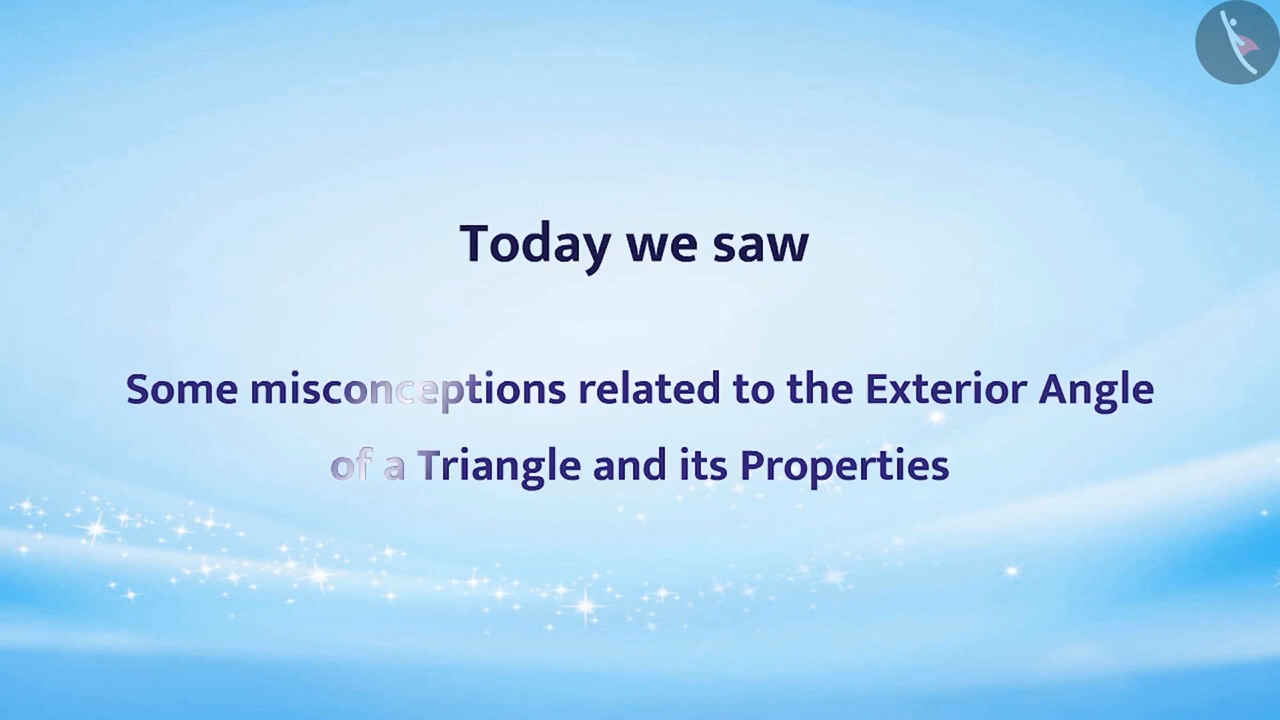 Today we saw
Some misconceptions related to the Exterior Angle
of a Triangle and its Properties